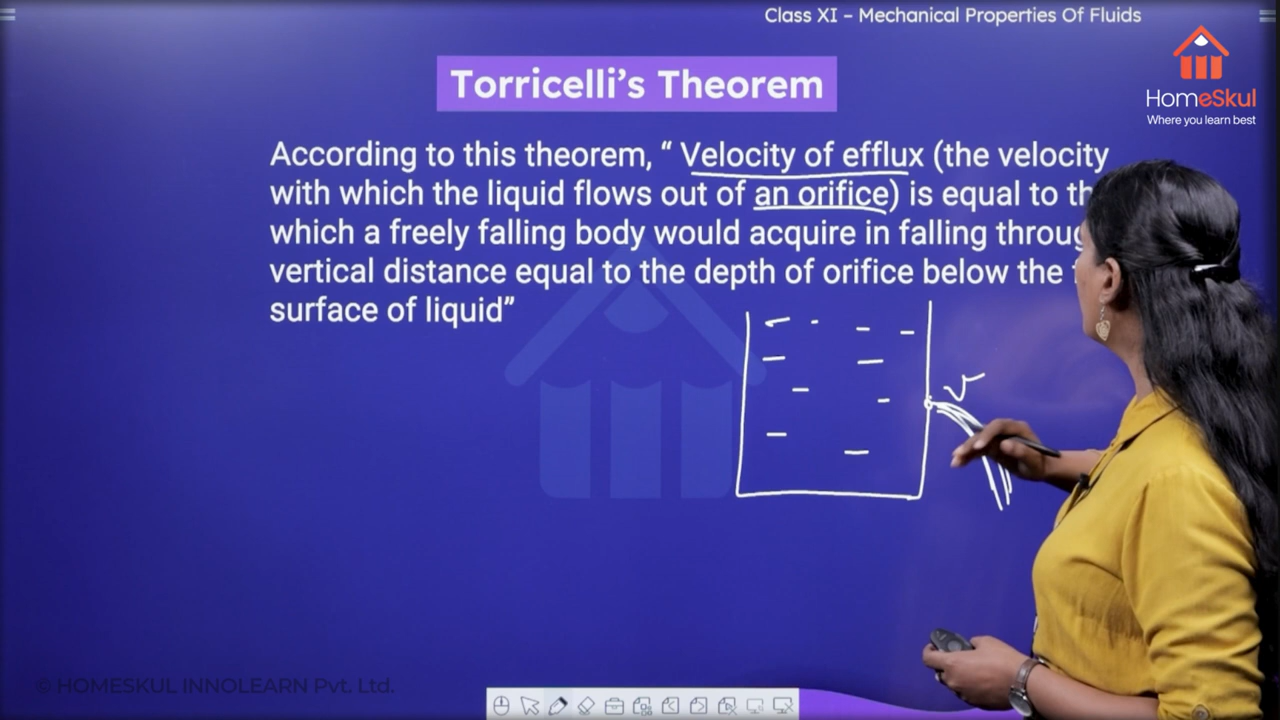 Class XI – Mechanical Properties Of Fluids
HomeSkul
Where you learn best
Torricelli's Theorem
According to this theorem, “ Velocity of efflux (the velocity
with which the liquid flows out of an orifice) is equal to
which a freely falling body would acquire in falling
vertical distance equal to the depth of orifice below the
surface of liquid”
v
© HOMESKUL INNOLEARN Pvt. Ltd.